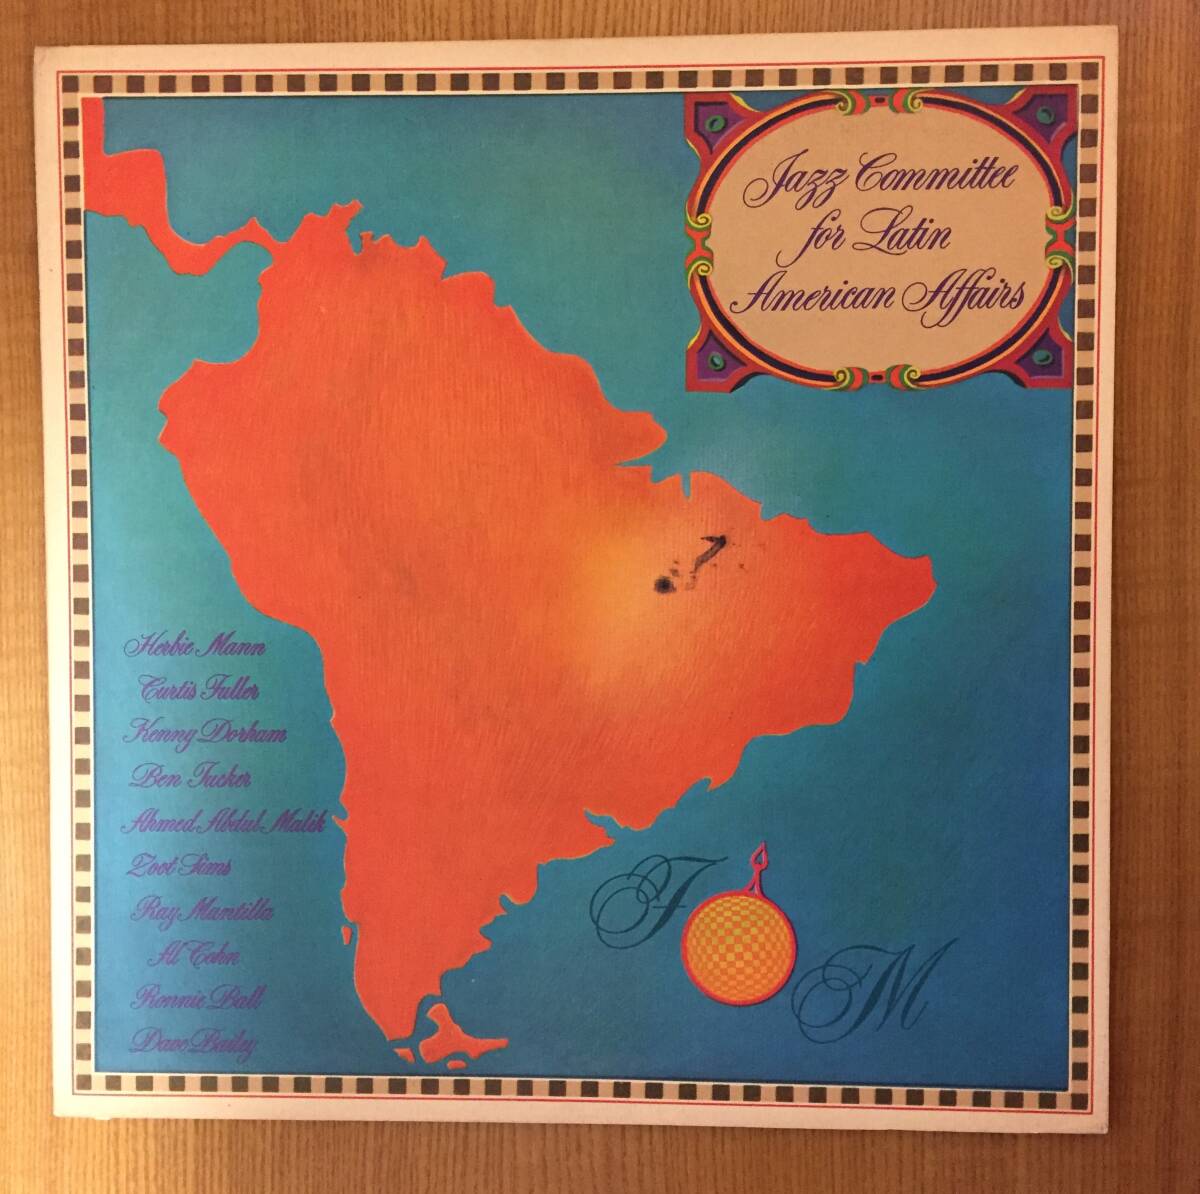 Jazz Committee
for Latin
American Affairs
Herbie Mann
Curtis Fuller
Kenny Dorham
Ben Tucker
Ahmed Abdul Malik
Zoot Sims
Ray Mantilla
Al Cohn
Ronnie Ball
Dave Bailey
F
M